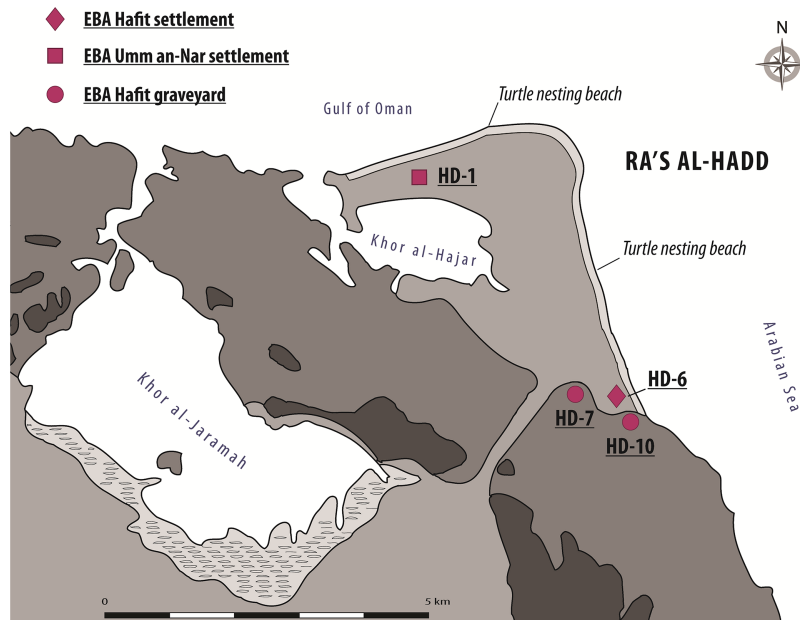 EBA Hafit settlement
EBA Umm an-Nar settlement
EBA Hafit graveyard
N
Turtle nesting beach
Gulf of Oman
RA'S AL-HADD
HD-1
Khor al-Hajar
Turtle nesting beach
Arabian Sea
HD-6
Khor al-Jaramah
HD-7
HD-10
0
5 km